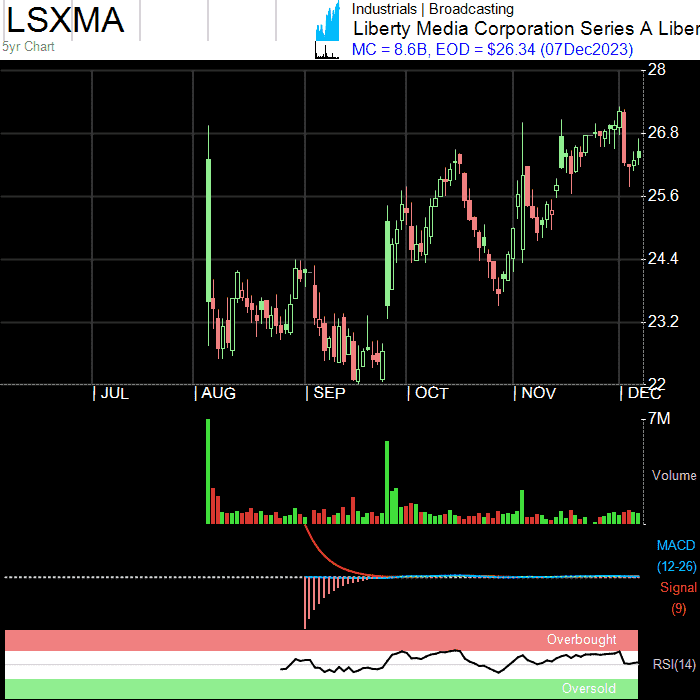 LSXMA
5yr Chart
Industrials | Broadcasting
Liberty Media Corporation Series A Liber
MC = 8.6B, EOD = $26.34 (07Dec2023)
28
26.8
25.6
24.4
23.2
22
| JUL | AUG | SEP | OCT | NOV | DEC
7M
Volume
MACD
(12-26)
Signal
(9)
Overbought
RSI(14)
Oversold